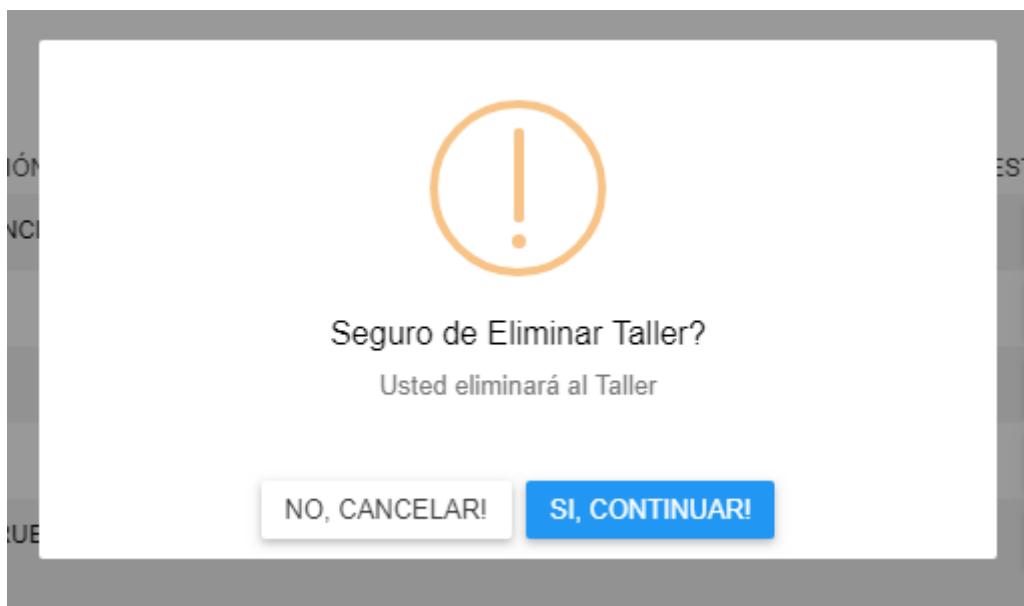 Seguro de Eliminar Taller?
Usted eliminará al Taller
NO, CANCELAR! SI, CONTINUAR!